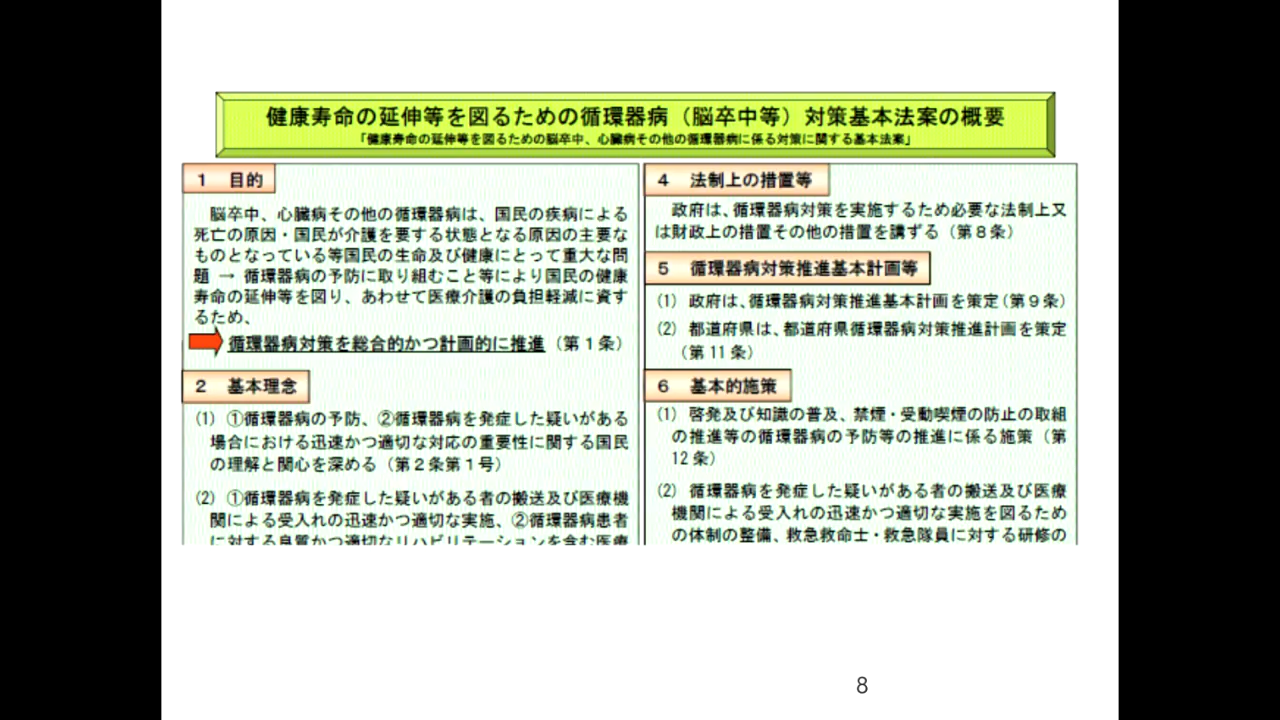 健康寿命の延伸等を図るための循環器病（脳卒中等）対策基本法案の概要
「健康寿命の延伸等を図るための脳卒中、心臓病その他の循環器病に係る対策に関する基本法案」
１　目的
脳卒中、心臓病その他の循環器病は、国民の疾病による
死亡の原因・国民が介護を要する状態となる原因の主要な
ものとなっている等国民の生命及び健康にとって重大な問
題 → 循環器病の予防に取り組むこと等により国民の健康
寿命の延伸等を図り、あわせて医療介護の負担軽減に資す
るため、
循環器病対策を総合的かつ計画的に推進（第１条）
２　基本理念
(1) ①循環器病の予防、②循環器病を発症した疑いがある
場合における迅速かつ適切な対応の重要性に関する国民
の理解と関心を深める（第２条第１号）
(2) ①循環器病を発症した疑いがある者の搬送及び医療機
関による受入れの迅速かつ適切な実施、②循環器病患者
に対する良質かつ適切なリハビリテーションを含む医療
４　法制上の措置等
政府は、循環器病対策を実施するため必要な法制上又
は財政上の措置その他の措置を講ずる（第８条）
５　循環器病対策推進基本計画等
(1) 政府は、循環器病対策推進基本計画を策定（第９条）
(2) 都道府県は、都道府県循環器病対策推進計画を策定
（第11条）
６　基本的施策
(1) 啓発及び知識の普及、禁煙・受動喫煙の防止の取組
の推進等の循環器病の予防等の推進に係る施策（第
12条）
(2) 循環器病を発症した疑いがある者の搬送及び医療
機関による受入れの迅速かつ適切な実施を図るため
の体制の整備、救急救命士・救急隊員に対する研修の
8